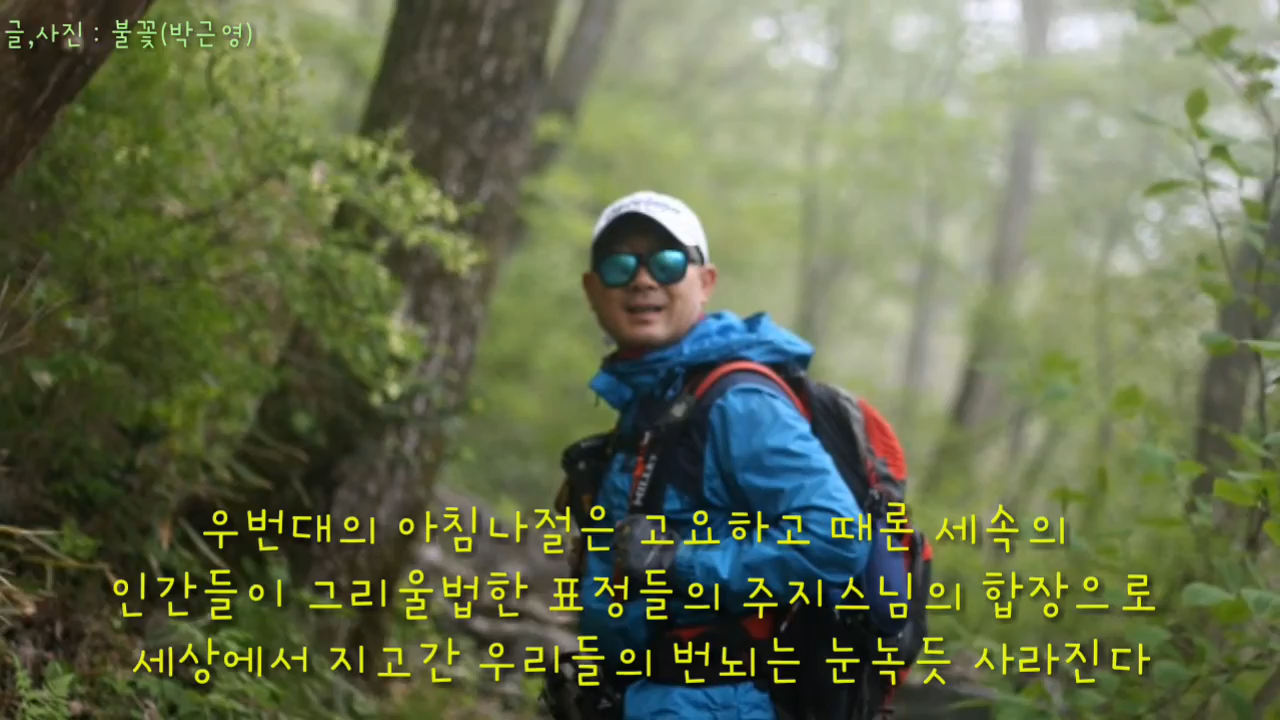 글,사진 : 불꽃(박근영)
MILLET
우번대의 아침나절은 고요하고 때론 세속의
인간들이 그리울법한 표정들의 주지스님의 합장으로
세상에서 지고간 우리들의 번뇌는 눈녹듯 사라진다